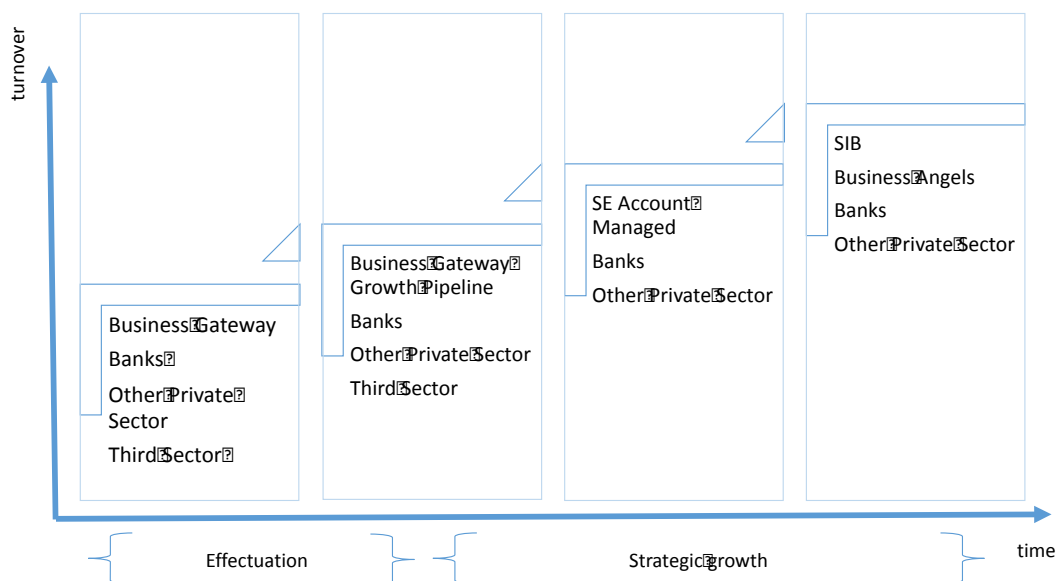 turnover
Business Gateway
Banks
Other Private
Sector
Third Sector
Business Gateway
Growth Pipeline
Banks
Other Private Sector
Third Sector
SE Account
Managed
Banks
Other Private Sector
SIB
Business Angels
Banks
Other Private Sector
Effectuation
Strategic growth
time